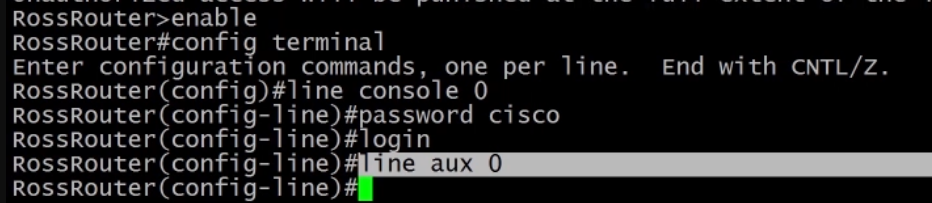 RossRouter>enable
RossRouter#config terminal
Enter configuration commands, one per line.  End with CNTL/Z.
RossRouter(config)#line console 0
RossRouter(config-line)#password cisco
RossRouter(config-line)#login
RossRouter(config-line)#line aux 0
RossRouter(config-line)#